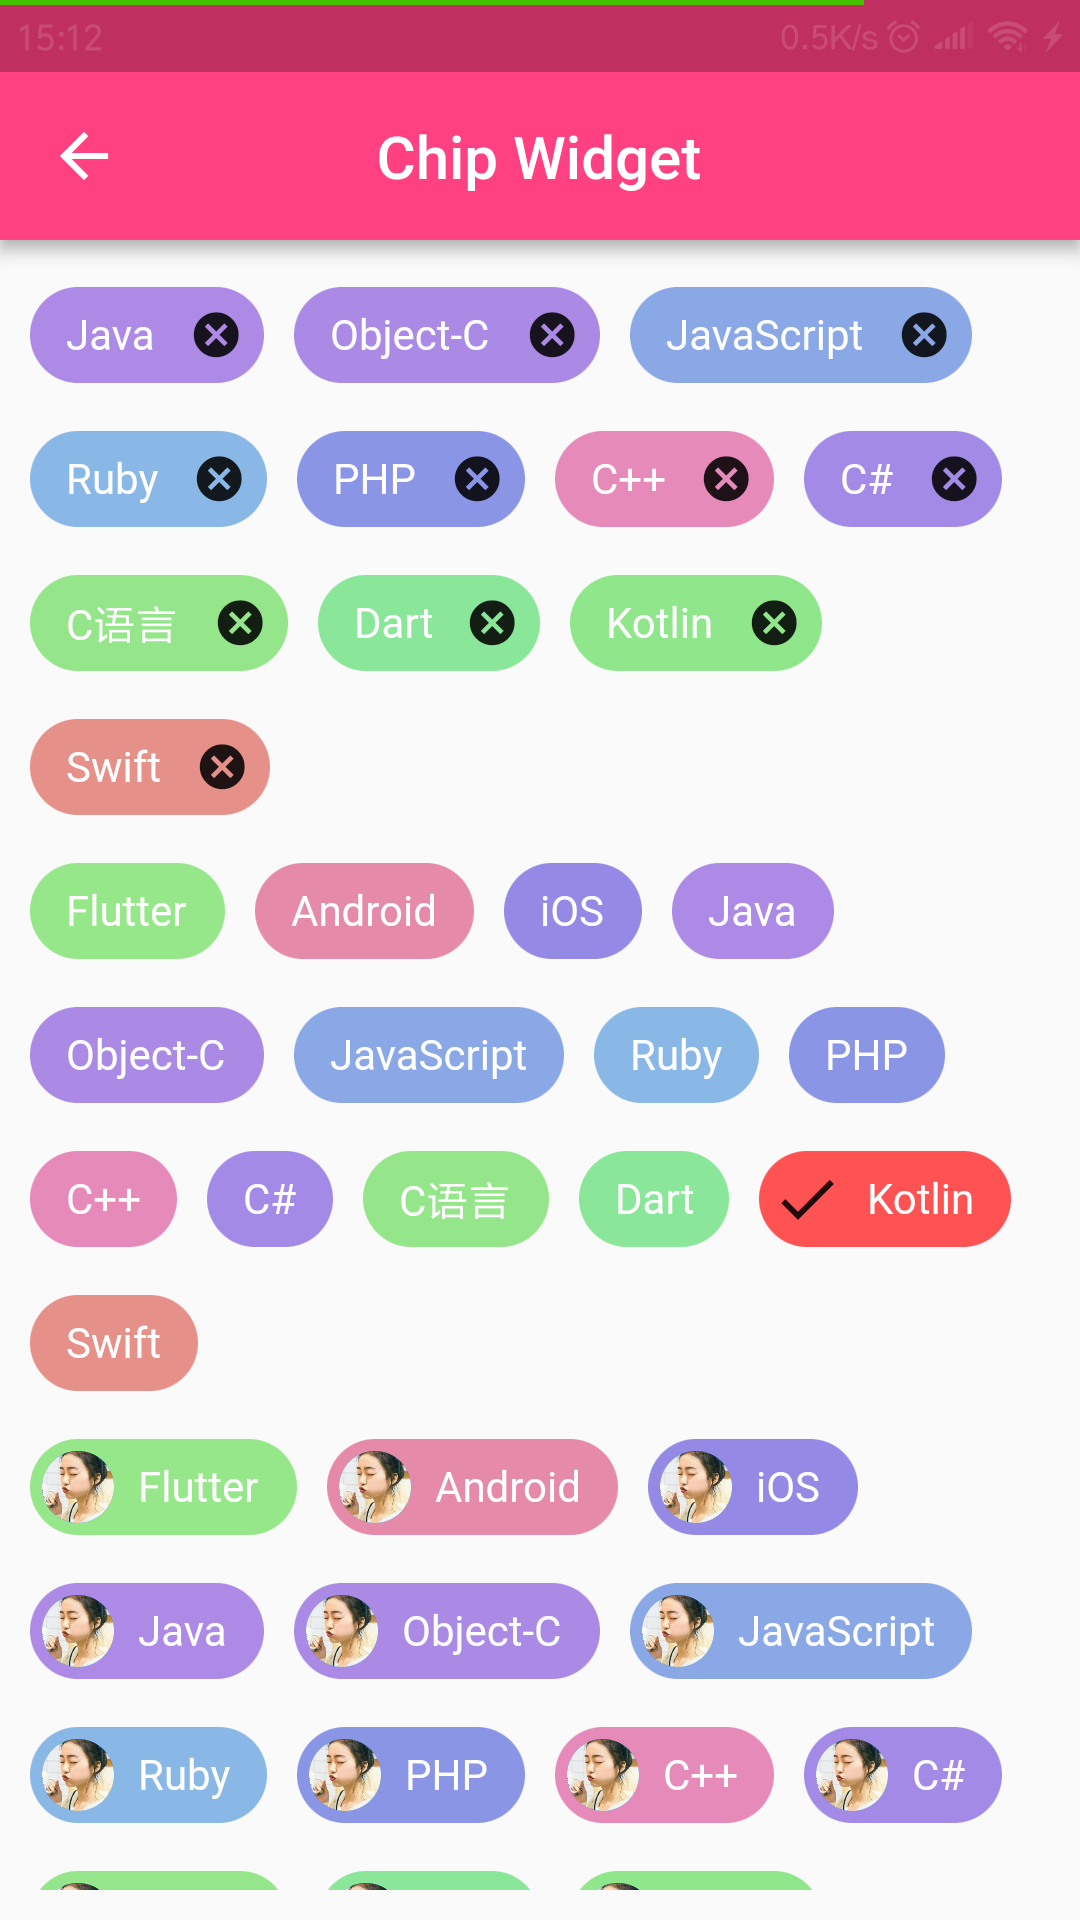 15:12 0.5K/s
Chip Widget
Java Object-C JavaScript
Ruby PHP C++ C#
C语言 Dart Kotlin
Swift
Flutter Android iOS Java
Object-C JavaScript Ruby PHP
C++ C# C语言 Dart Kotlin
Swift
Flutter Android iOS
Java Object-C JavaScript
Ruby PHP C++ C#